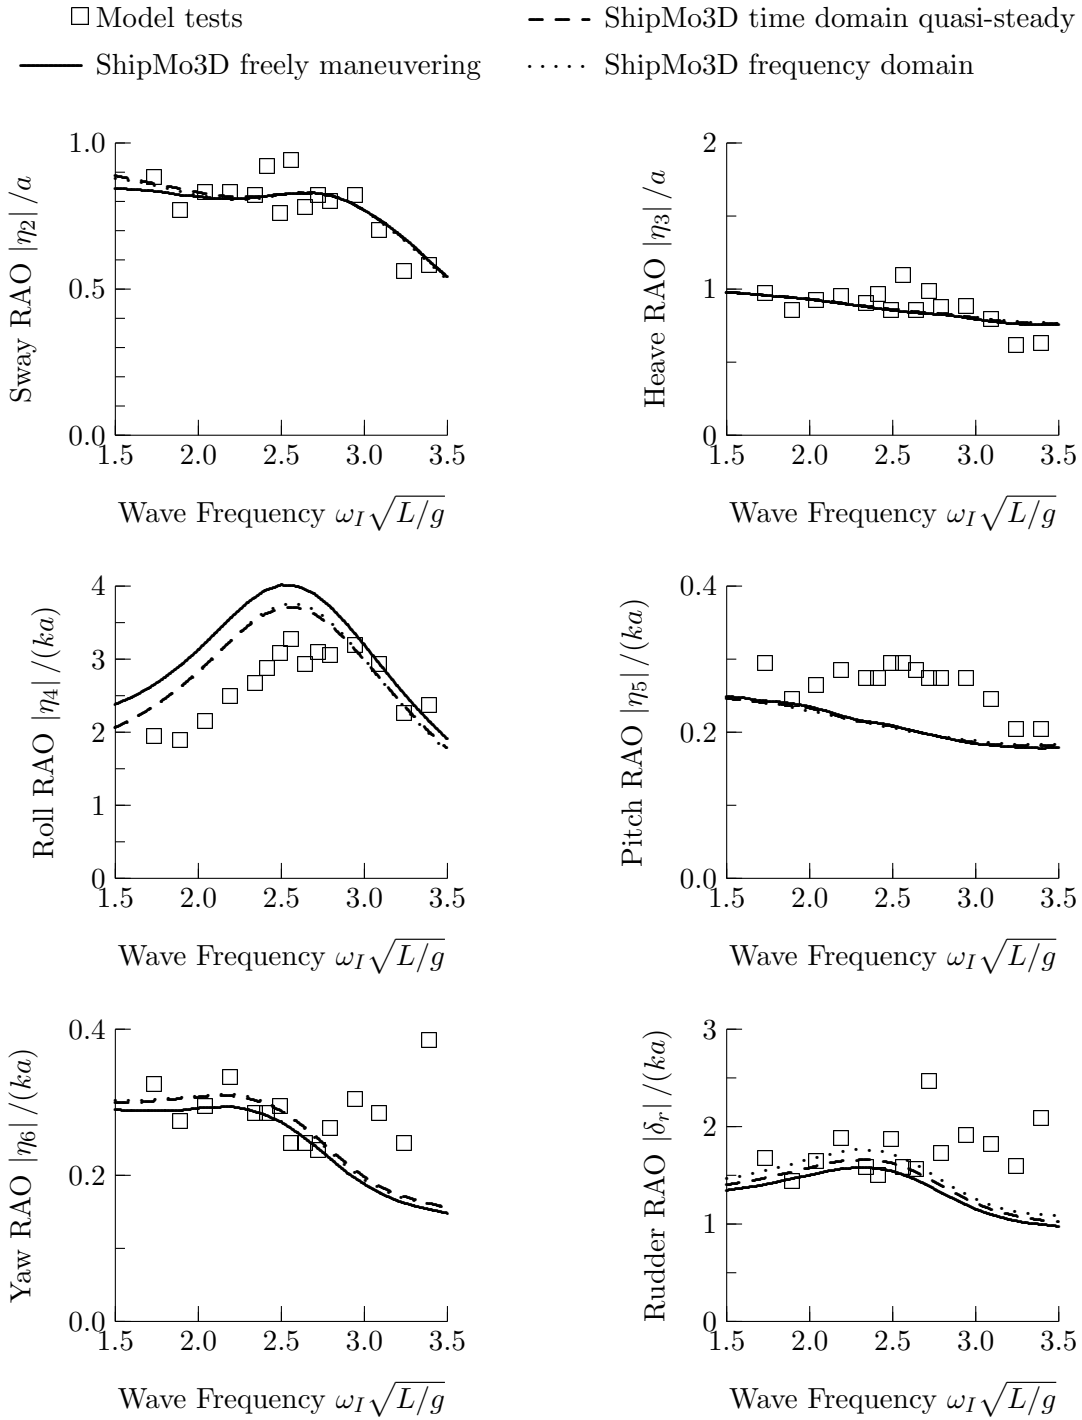 Model tests
ShipMo3D time domain quasi-steady
ShipMo3D freely maneuvering
ShipMo3D frequency domain
Sway RAO |η2| /a
1.0
0.5
0.0
1.5 2.0 2.5 3.0 3.5
Wave Frequency ωI√L/g
Heave RAO |η3| /a
2
1
0
1.5 2.0 2.5 3.0 3.5
Wave Frequency ωI√L/g
Roll RAO |η4| /(ka)
4
3
2
1
0
1.5 2.0 2.5 3.0 3.5
Wave Frequency ωI√L/g
Pitch RAO |η5| /(ka)
0.4
0.2
0.0
1.5 2.0 2.5 3.0 3.5
Wave Frequency ωI√L/g
Yaw RAO |η6| /(ka)
0.4
0.2
0.0
1.5 2.0 2.5 3.0 3.5
Wave Frequency ωI√L/g
Rudder RAO |δr| /(ka)
3
2
1
0
1.5 2.0 2.5 3.0 3.5
Wave Frequency ωI√L/g